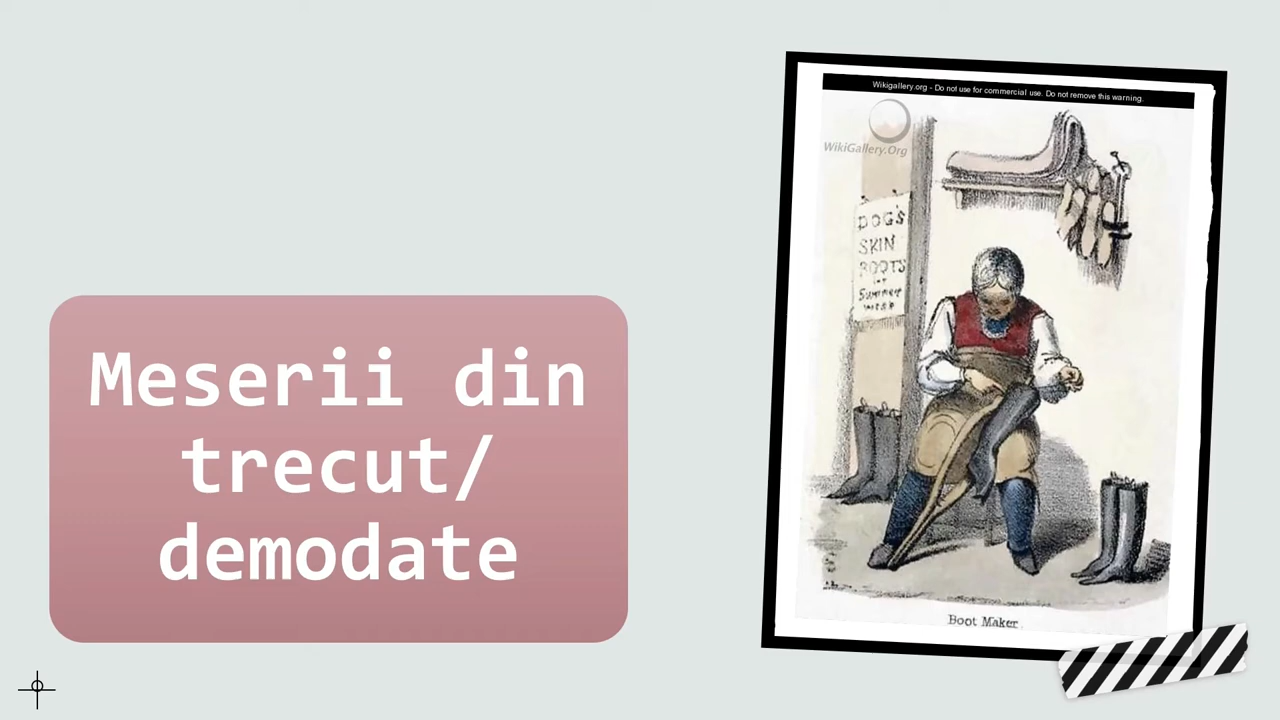 Meserii din
trecut/
demodate
Wikigallery.org - Do not use for commercial use. Do not remove this warning.
WikiGallery.Org
DOG'S
SKIN
BOOTS
for
Summer
wear
Boot Maker